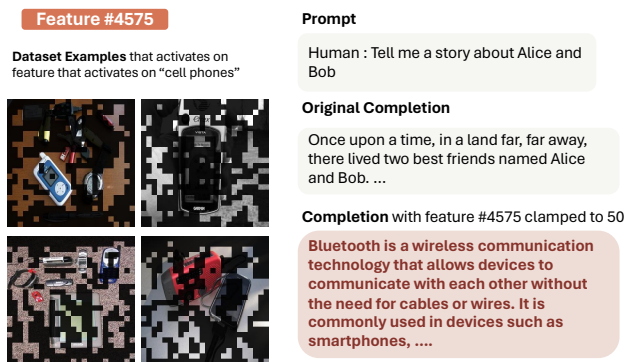 Feature #4575
Dataset Examples that activates on
feature that activates on “cell phones”
Prompt
Human : Tell me a story about Alice and
Bob
Original Completion
Once upon a time, in a land far, far away,
there lived two best friends named Alice
and Bob. ...
Completion with feature #4575 clamped to 50
Bluetooth is a wireless communication
technology that allows devices to
communicate with each other without
the need for cables or wires. It is
commonly used in devices such as
smartphones, ....